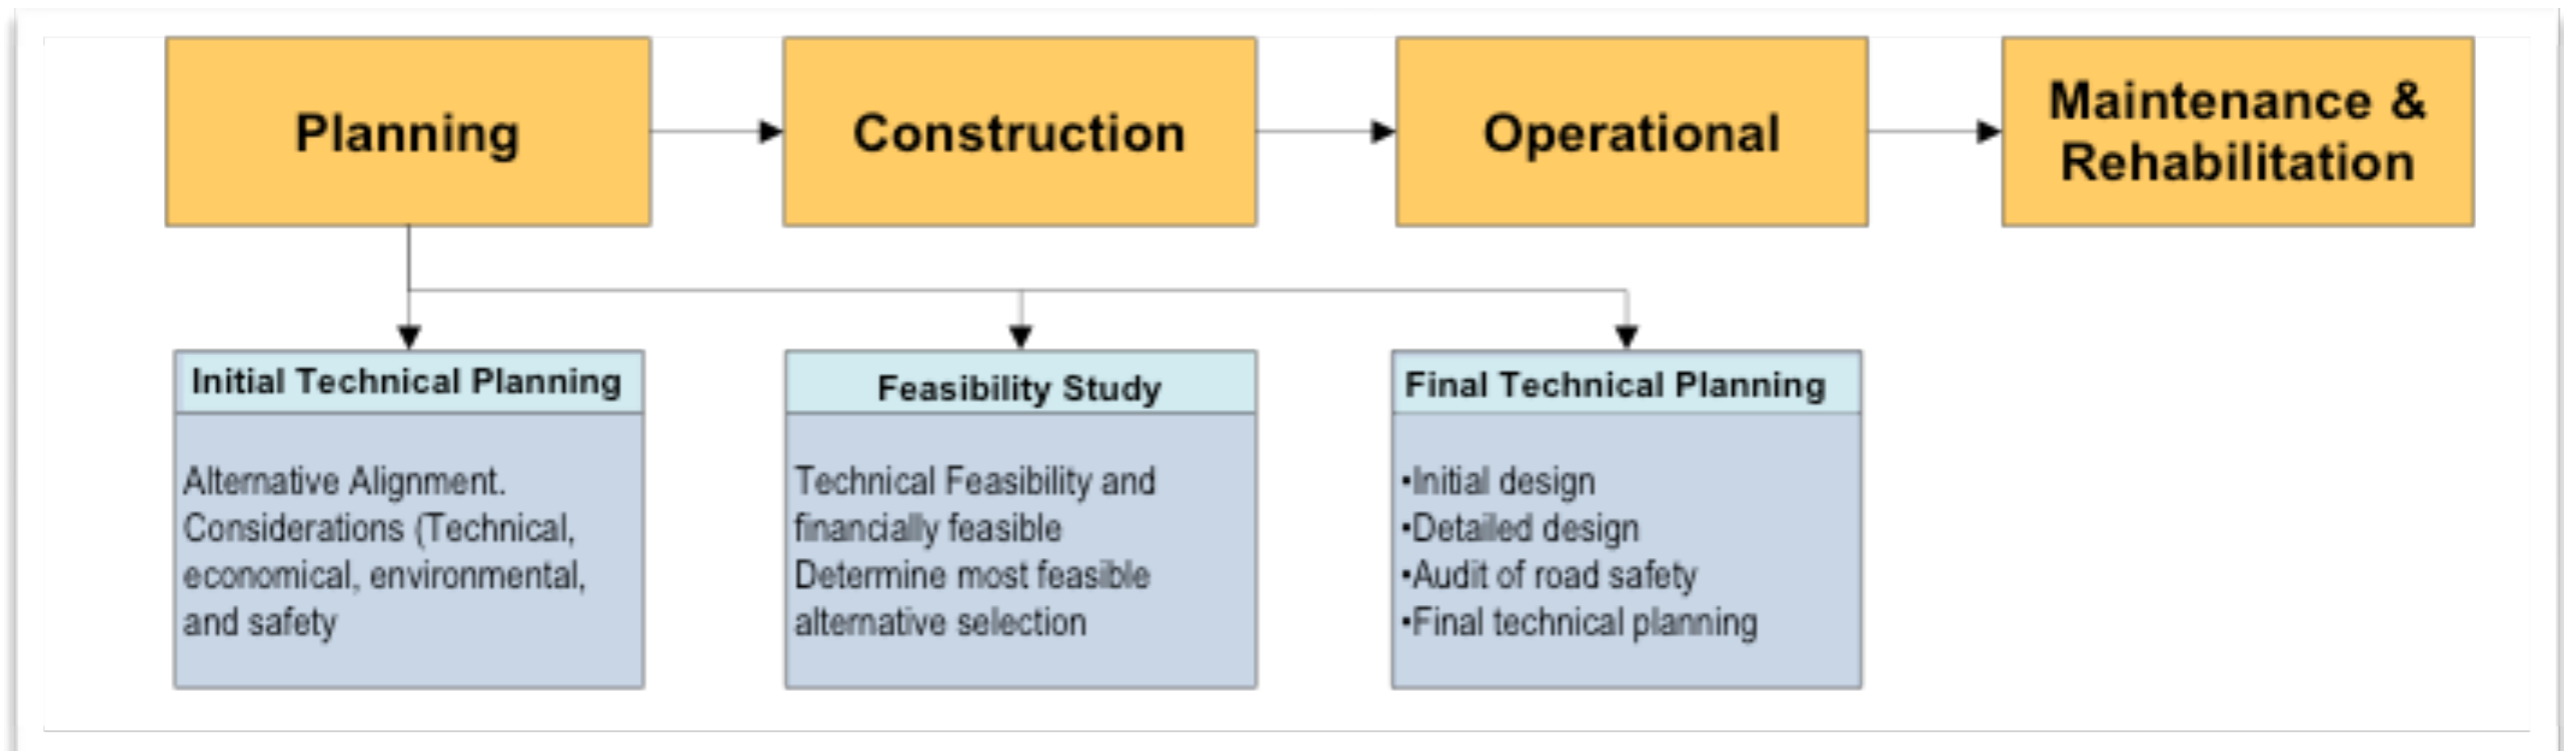 Planning
Construction
Operational
Maintenance &
Rehabilitation
Initial Technical Planning
Alternative Alignment.
Considerations (Technical,
economical, environmental,
and safety
Feasibility Study
Technical Feasibility and
financially feasible
Determine most feasible
alternative selection
Final Technical Planning
•Initial design
•Detailed design
•Audit of road safety
•Final technical planning